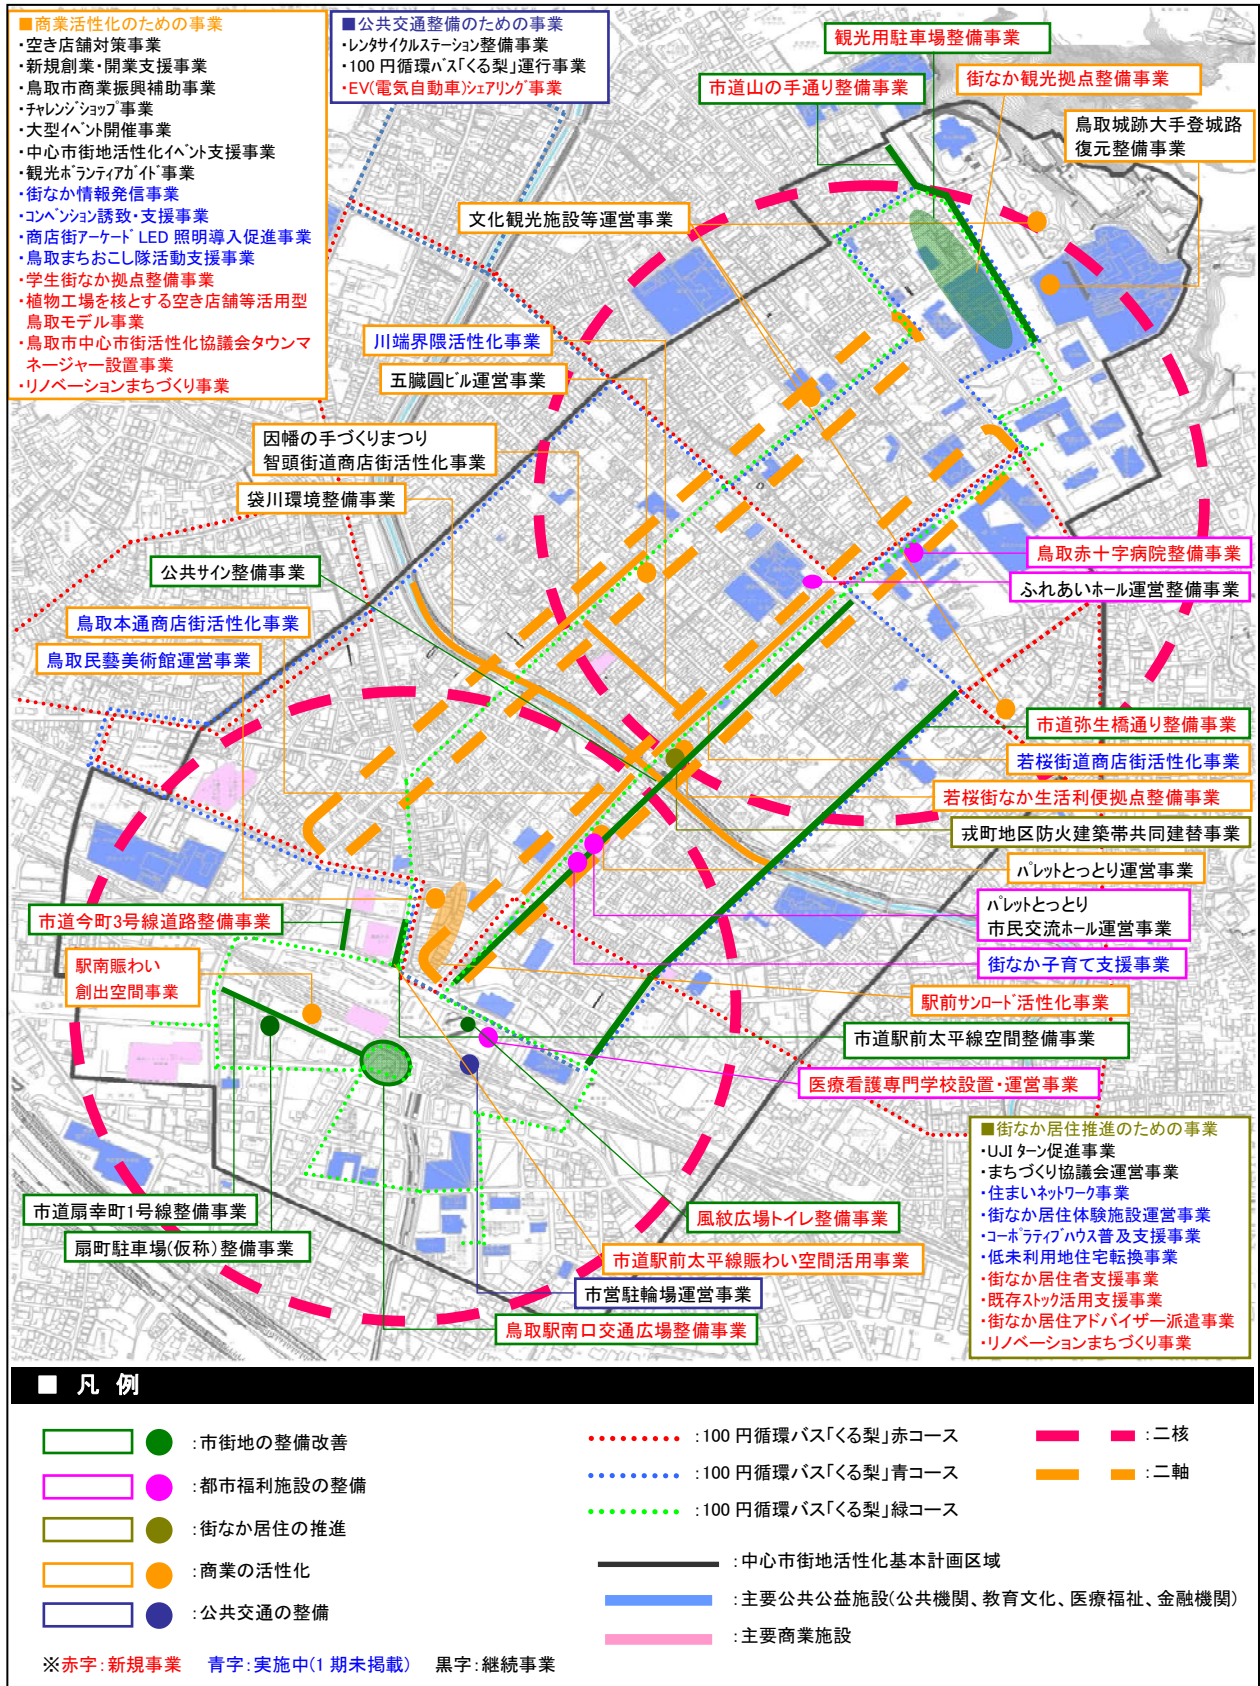 ■商業活性化のための事業
・空き店舗対策事業
・新規創業・開業支援事業
・鳥取市商業振興補助事業
・チャレンジショップ事業
・大型イベント開催事業
・中心市街地活性化イベント支援事業
・観光ボランティアガイド事業
・街なか情報発信事業
・コンベンション誘致・支援事業
・商店街アーケードLED照明導入促進事業
・鳥取まちおこし隊活動支援事業
・学生街なか拠点整備事業
・植物工場を核とする空き店舗等活用型
鳥取モデル事業
・鳥取市中心市街活性化協議会タウンマ
ネージャー設置事業
・リノベーションまちづくり事業
■公共交通整備のための事業
・レンタサイクルステーション整備事業
・100円循環バス「くる梨」運行事業
・EV(電気自動車)シェアリング事業
観光用駐車場整備事業
市道山の手通り整備事業
街なか観光拠点整備事業
鳥取城跡大手登城路
復元整備事業
文化観光施設等運営事業
川端界隈活性化事業
五臓圓ビル運営事業
因幡の手づくりまつり
智頭街道商店街活性化事業
袋川環境整備事業
公共サイン整備事業
鳥取本通商店街活性化事業
鳥取民藝美術館運営事業
鳥取赤十字病院整備事業
ふれあいホール運営整備事業
市道弥生橋通り整備事業
若桜街道商店街活性化事業
若桜街なか生活利便拠点整備事業
戎町地区防火建築帯共同建替事業
パレットとっとり運営事業
パレットとっとり
市民交流ホール運営事業
街なか子育て支援事業
市道今町3号線道路整備事業
駅南賑わい
創出空間事業
駅前サンロード活性化事業
市道駅前太平線空間整備事業
医療看護専門学校設置・運営事業
市道扇幸町1号線整備事業
扇町駐車場(仮称)整備事業
風紋広場トイレ整備事業
市道駅前太平線賑わい空間活用事業
市営駐輪場運営事業
鳥取駅南口交通広場整備事業
■街なか居住推進のための事業
・UJIターン促進事業
・まちづくり協議会運営事業
・住まいネットワーク事業
・街なか居住体験施設運営事業
・コーポラティブハウス普及支援事業
・低未利用地住宅転換事業
・街なか居住者支援事業
・既存ストック活用支援事業
・街なか居住アドバイザー派遣事業
・リノベーションまちづくり事業
■ 凡 例
:市街地の整備改善
:都市福利施設の整備
:街なか居住の推進
:商業の活性化
:公共交通の整備
:100円循環バス「くる梨」赤コース
:100円循環バス「くる梨」青コース
:100円循環バス「くる梨」緑コース
:二核
:二軸
:中心市街地活性化基本計画区域
:主要公共公益施設(公共機関、教育文化、医療福祉、金融機関)
:主要商業施設
※赤字:新規事業 青字:実施中(1期未掲載) 黒字:継続事業